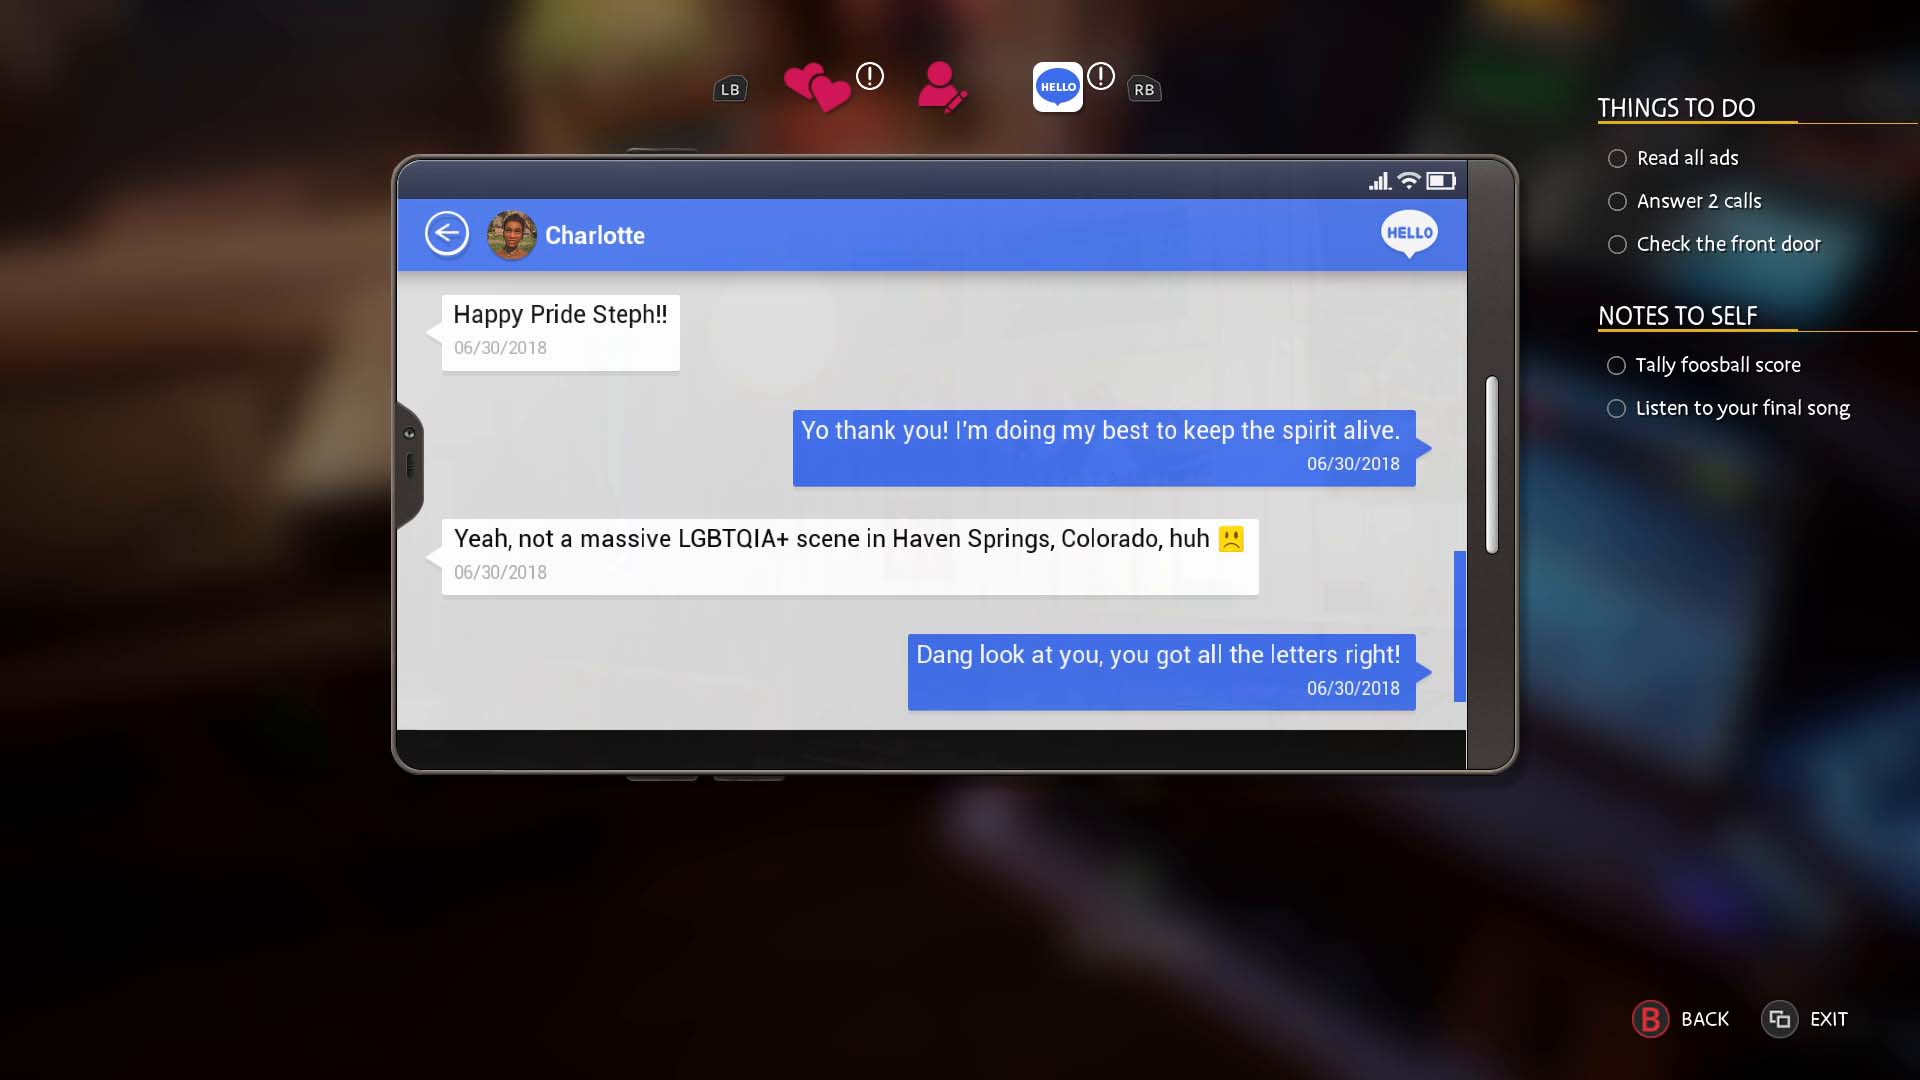 LB
HELLO
RB
THINGS TO DO
Read all ads
Answer 2 calls
Check the front door
NOTES TO SELF
Tally foosball score
Listen to your final song
Charlotte
HELLO
Happy Pride Steph!!
06/30/2018
Yo thank you! I'm doing my best to keep the spirit alive.
06/30/2018
Yeah, not a massive LGBTQIA+ scene in Haven Springs, Colorado, huh
06/30/2018
Dang look at you, you got all the letters right!
06/30/2018
B BACK EXIT